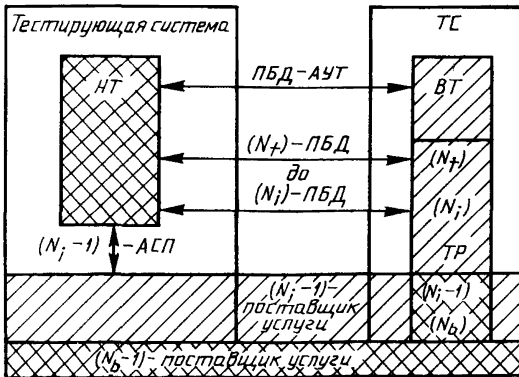 Тестирующая система
ТС
НТ
ПБД-АУТ
ВТ
(N_t)-ПБД
(N_t)
до
(N_i)-ПБД
(N_i)
(N_i-1)-АСП
ТР
(N_i-1)-
поставщик
услуги
(N_i-1)
(N_b)
(N_b-1)-поставщик услуги